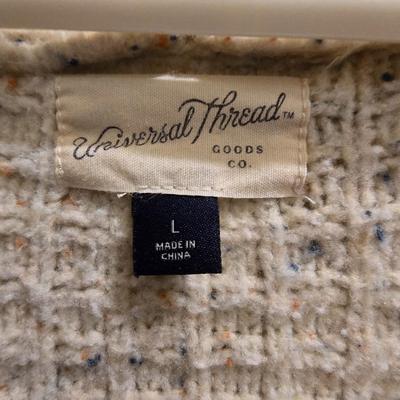 Universal Thread™
GOODS
CO.
L
MADE IN
CHINA